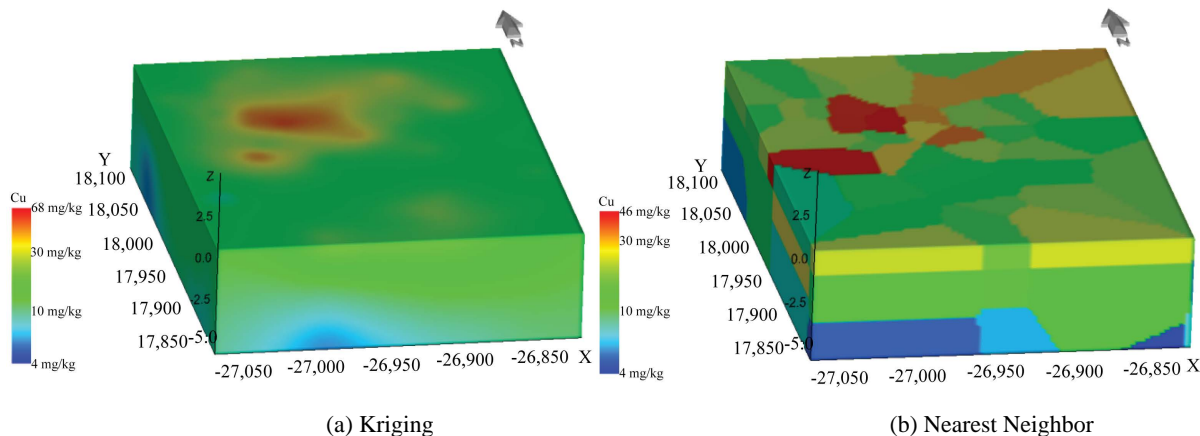 Y
18,100
18,050
18,000
17,950
17,900
17,850
Z
2.5
0.0
-2.5
-5.0
-27,050
-27,000
-26,950
-26,900
-26,850
X
Cu
68 mg/kg
30 mg/kg
10 mg/kg
4 mg/kg
(a) Kriging
Y
18,100
18,050
18,000
17,950
17,900
17,850
Z
2.5
0.0
-2.5
-5.0
-27,050
-27,000
-26,950
-26,900
-26,850
X
Cu
46 mg/kg
30 mg/kg
10 mg/kg
4 mg/kg
(b) Nearest Neighbor